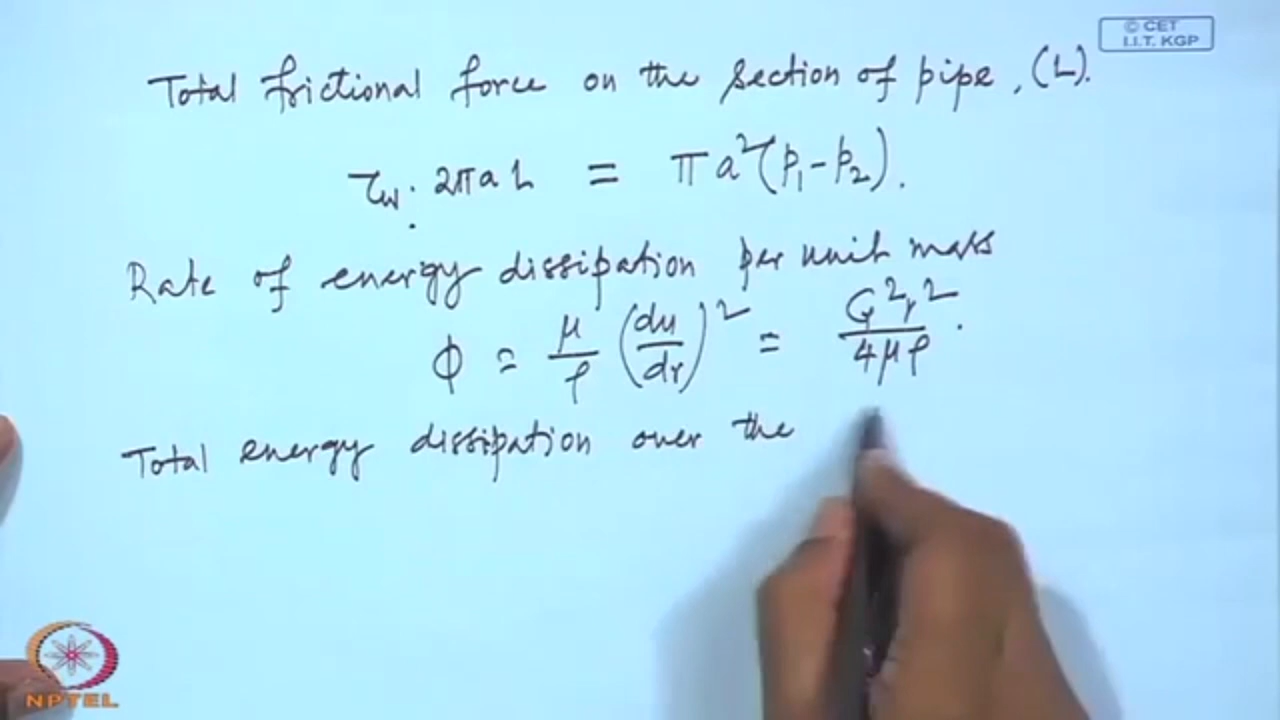 © CET
I.I.T. KGP
Total frictional force on the section of pipe, (L).
τw. 2πaL = πa²(p₁-p₂).
Rate of energy dissipation per unit mass
ϕ = μ/ρ (du/dr)² = G²r²/4μρ.
Total energy dissipation over the
NPTEL